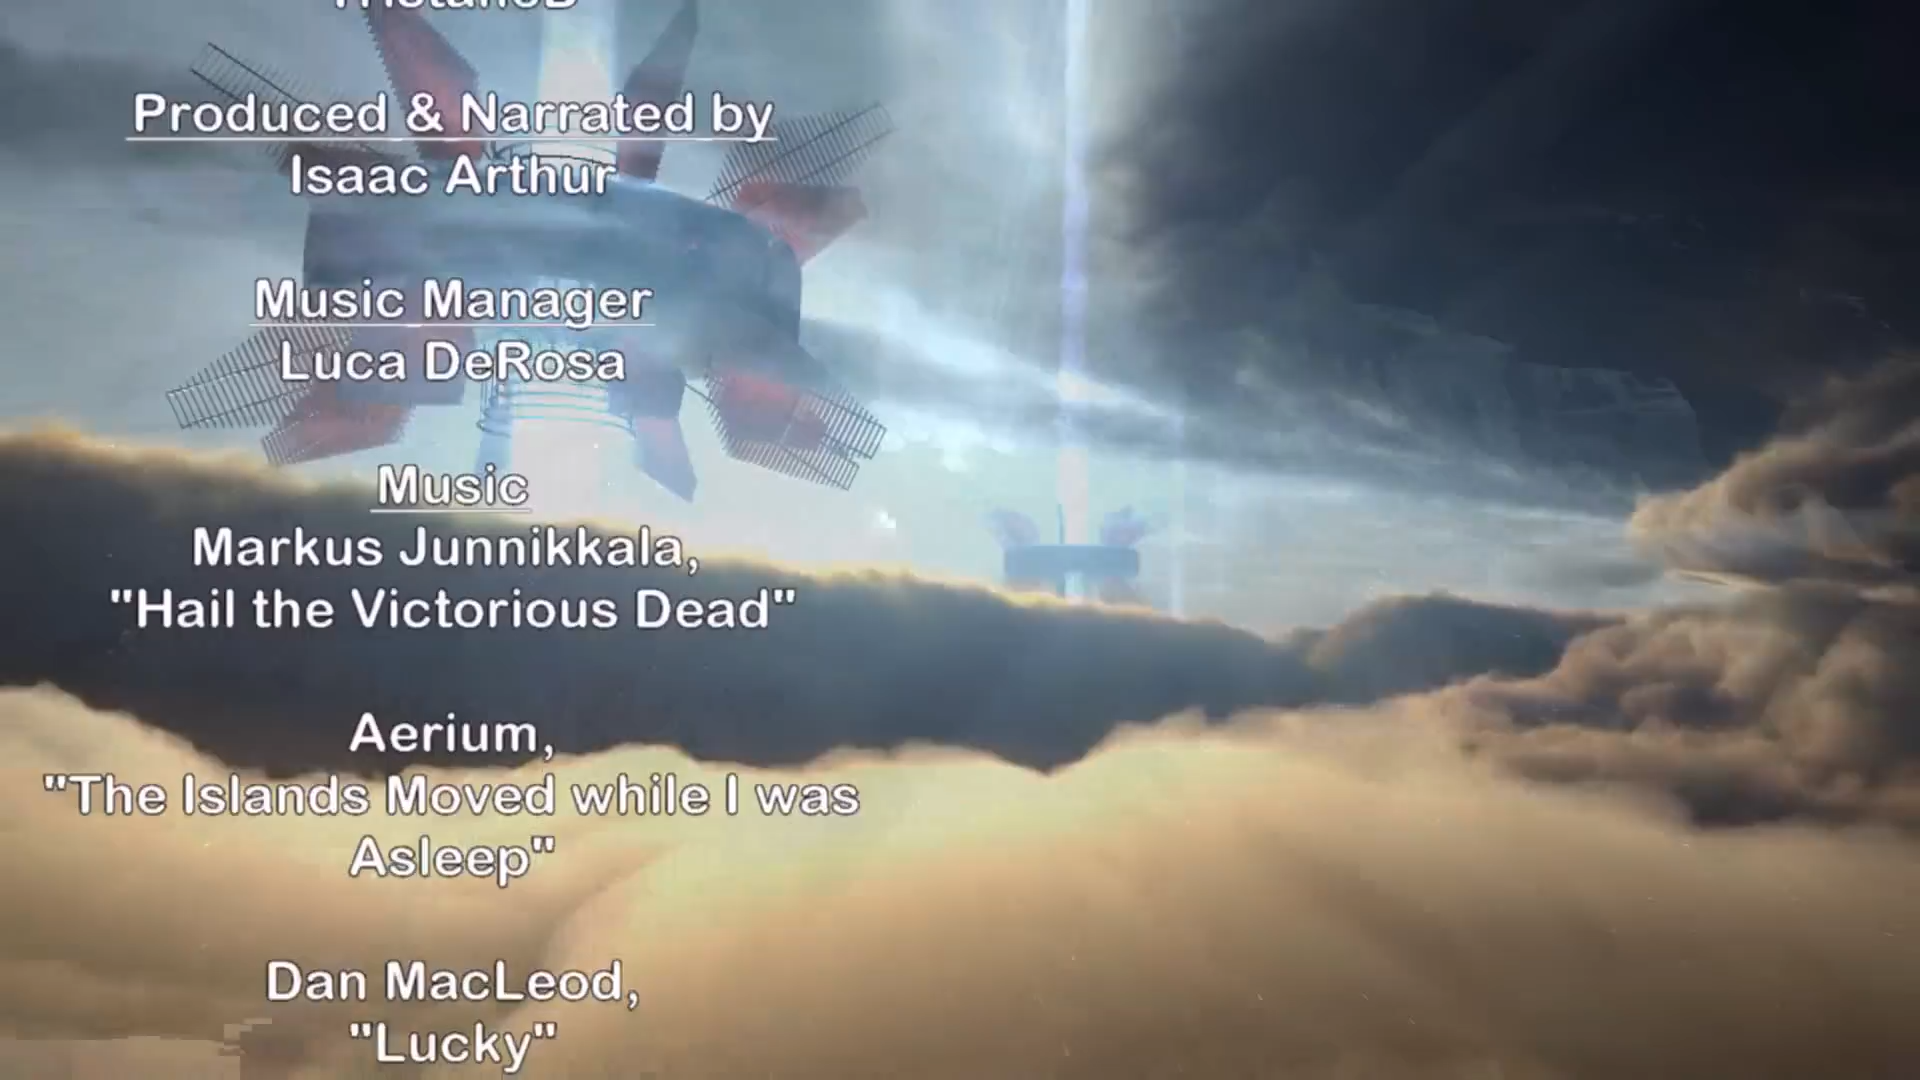 Produced & Narrated by
Isaac Arthur
Music Manager
Luca DeRosa
Music
Markus Junnikkala,
"Hail the Victorious Dead"
Aerium,
"The Islands Moved while I was
Asleep"
Dan MacLeod,
"Lucky"